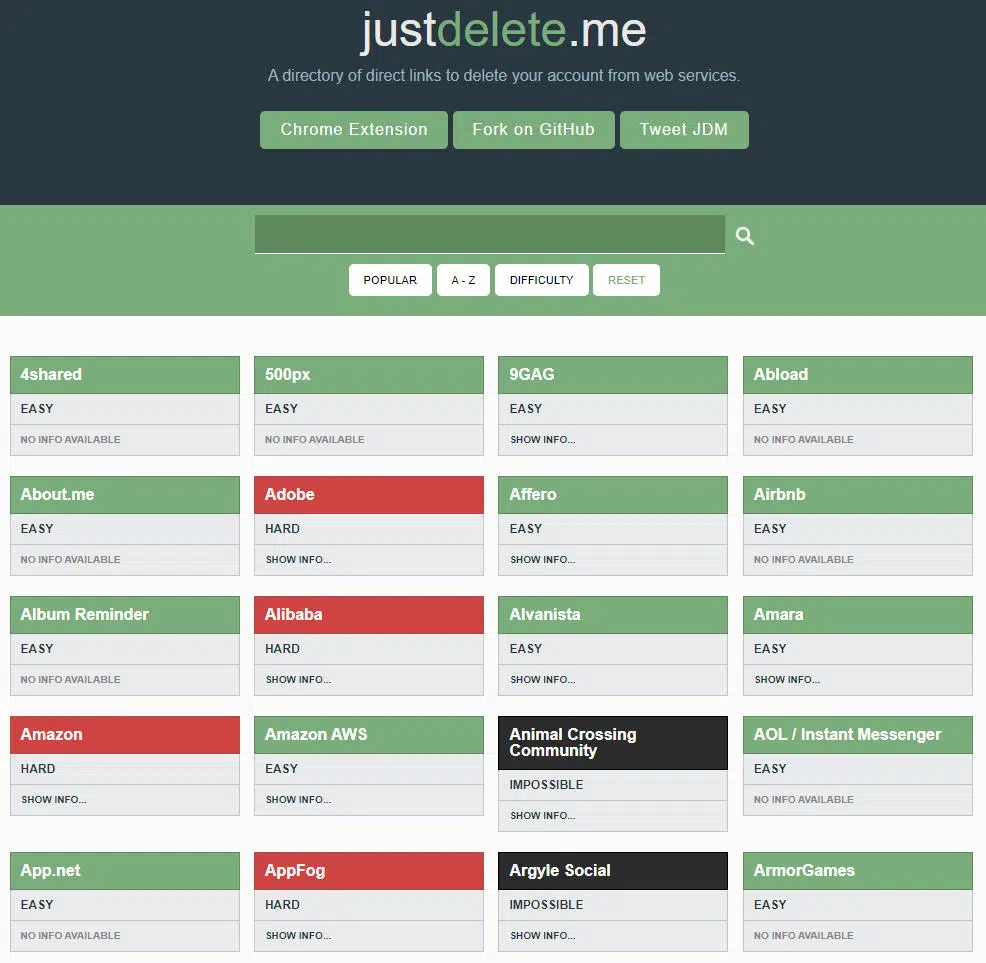 justdelete.me
A directory of direct links to delete your account from web services.
Chrome Extension Fork on GitHub Tweet JDM
POPULAR A - Z DIFFICULTY RESET
4shared
EASY
NO INFO AVAILABLE
500px
EASY
NO INFO AVAILABLE
9GAG
EASY
SHOW INFO...
Abload
EASY
NO INFO AVAILABLE
About.me
EASY
NO INFO AVAILABLE
Adobe
HARD
SHOW INFO...
Affero
EASY
SHOW INFO...
Airbnb
EASY
NO INFO AVAILABLE
Album Reminder
EASY
NO INFO AVAILABLE
Alibaba
HARD
SHOW INFO...
Alvanista
EASY
SHOW INFO...
Amara
EASY
SHOW INFO...
Amazon
HARD
SHOW INFO...
Amazon AWS
EASY
SHOW INFO...
Animal Crossing
Community
IMPOSSIBLE
SHOW INFO...
AOL / Instant Messenger
EASY
NO INFO AVAILABLE
App.net
EASY
NO INFO AVAILABLE
AppFog
HARD
SHOW INFO...
Argyle Social
IMPOSSIBLE
SHOW INFO...
ArmorGames
EASY
NO INFO AVAILABLE